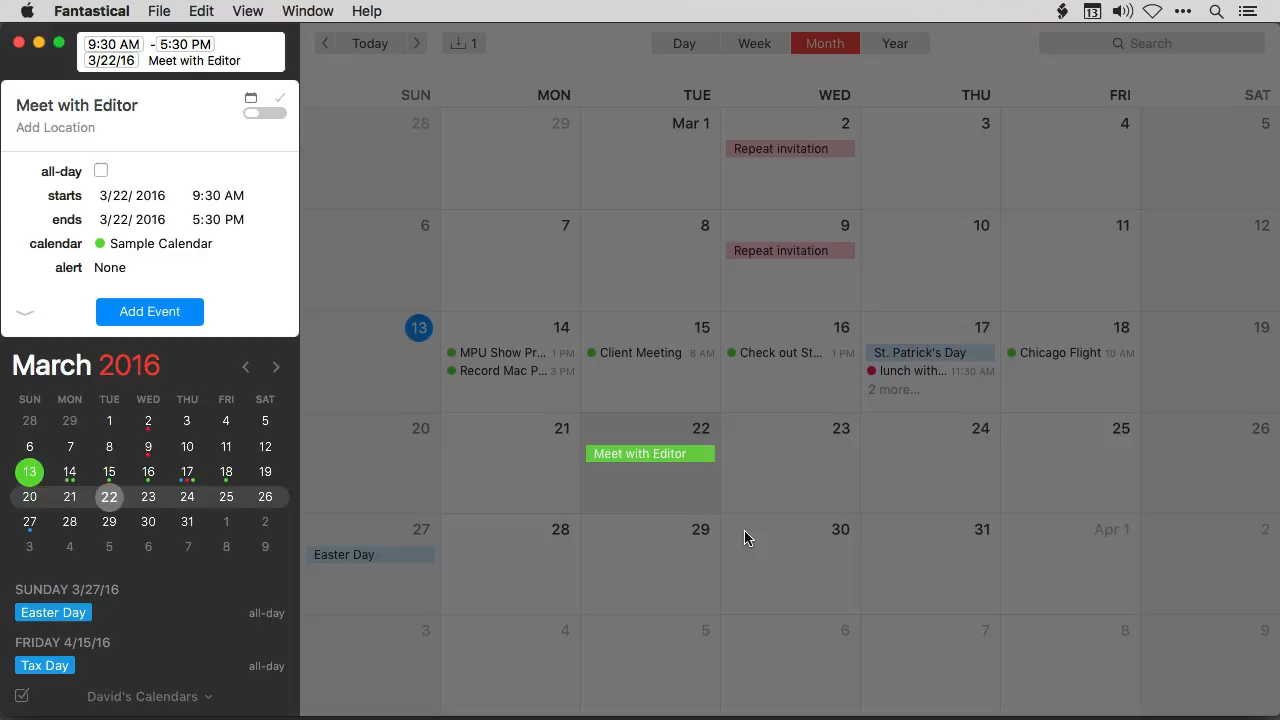 Fantastical File Edit View Window Help 13
9:30 AM - 5:30 PM
3/22/16 Meet with Editor
Today 1 Day Week Month Year Search
Meet with Editor
Add Location
all-day
starts 3/22/ 2016 9:30 AM
ends 3/22/ 2016 5:30 PM
calendar Sample Calendar
alert None
Add Event
March 2016
SUN MON TUE WED THU FRI SAT
28 29 1 2 3 4 5
6 7 8 9 10 11 12
13 14 15 16 17 18 19
20 21 22 23 24 25 26
27 28 29 30 31 1 2
3 4 5 6 7 8 9
SUNDAY 3/27/16
Easter Day all-day
FRIDAY 4/15/16
Tax Day all-day
David's Calendars
SUN MON TUE WED THU FRI SAT
28 29 Mar 1 2 3 4 5
Repeat invitation
6 7 8 9 10 11 12
Repeat invitation
13 14 15 16 17 18 19
MPU Show Pr... 1 PM Client Meeting 8 AM Check out St... 1 PM St. Patrick's Day Chicago Flight 10 AM
Record Mac P... 3 PM lunch with... 11:30 AM
2 more...
20 21 22 23 24 25 26
Meet with Editor
27 28 29 30 31 Apr 1 2
Easter Day
3 4 5 6 7 8 9